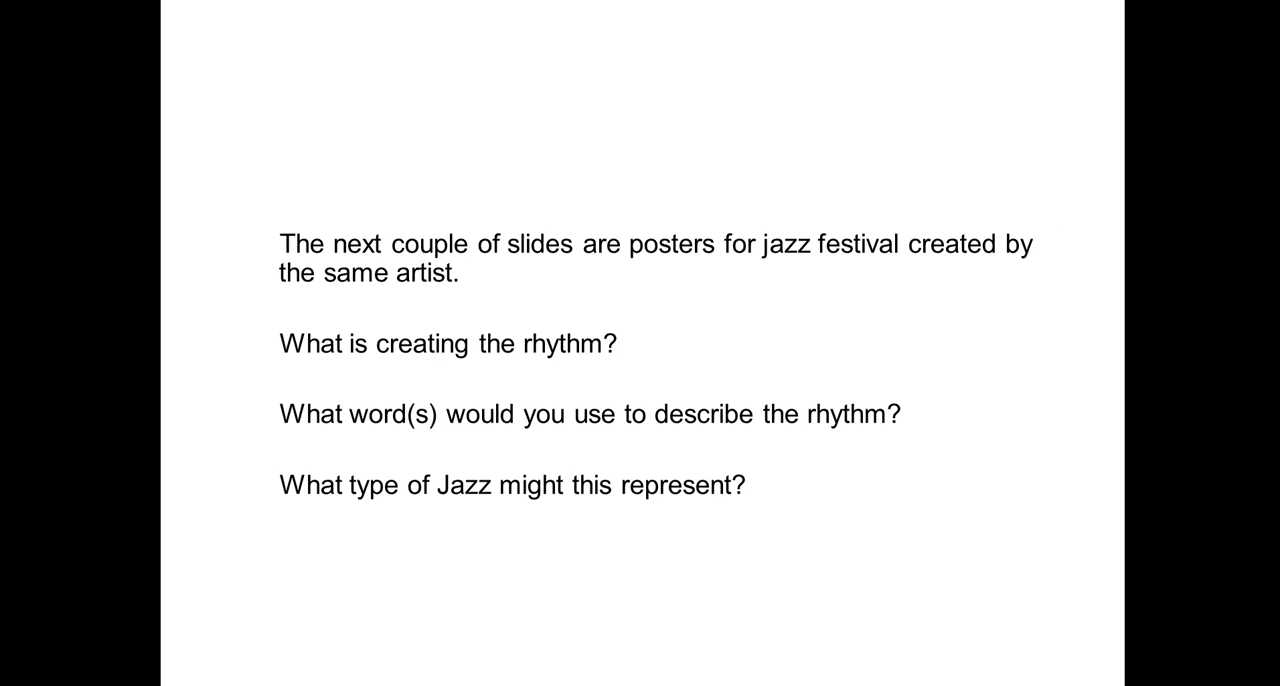 The next couple of slides are posters for jazz festival created by
the same artist.
What is creating the rhythm?
What word(s) would you use to describe the rhythm?
What type of Jazz might this represent?